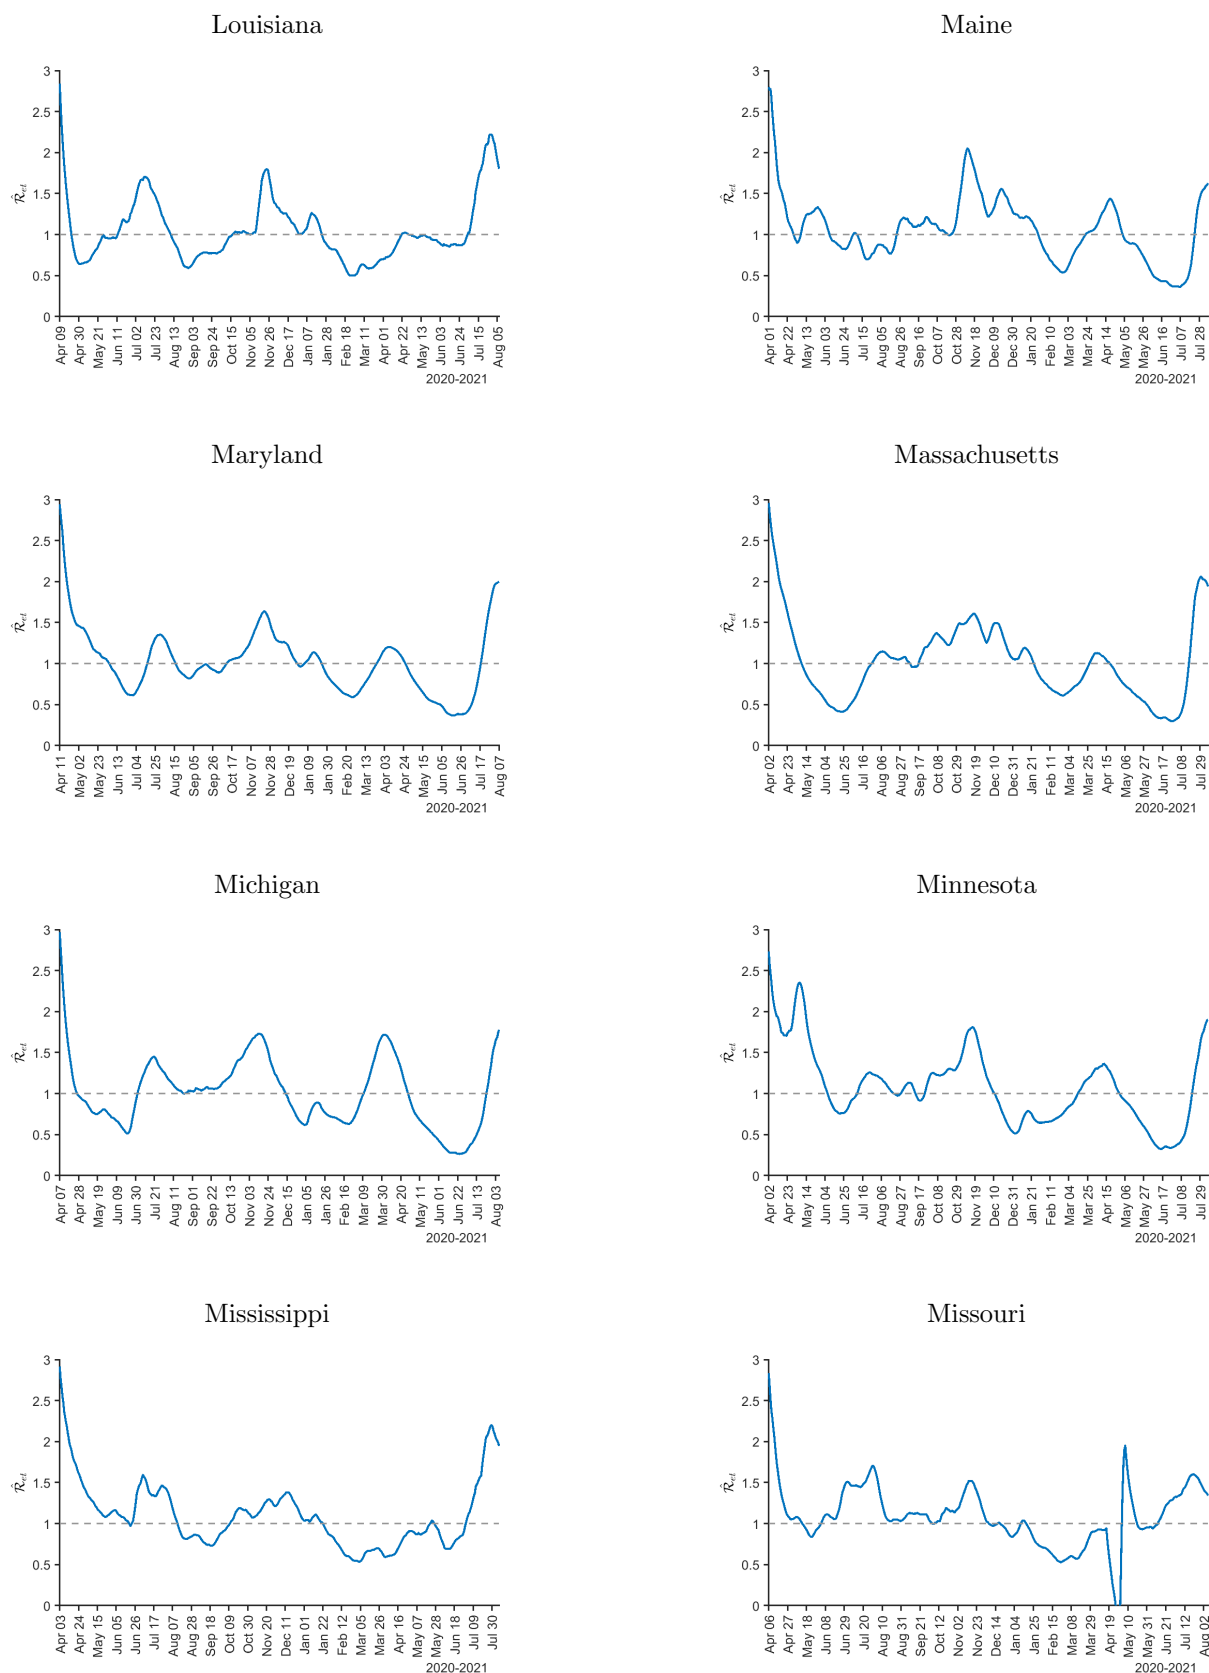 Louisiana
3
2.5
2
1.5
1
0.5
0
R̂el
Apr 09
Apr 30
May 21
Jun 11
Jul 02
Jul 23
Aug 13
Sep 03
Sep 24
Oct 15
Nov 05
Nov 26
Dec 17
Jan 07
Jan 28
Feb 18
Mar 11
Apr 01
Apr 22
May 13
Jun 03
Jun 24
Jul 15
Aug 05
2020-2021
Maine
3
2.5
2
1.5
1
0.5
0
R̂el
Apr 01
Apr 22
May 13
Jun 03
Jun 24
Jul 15
Aug 05
Aug 26
Sep 16
Oct 07
Oct 28
Nov 18
Dec 09
Dec 30
Jan 20
Feb 10
Mar 03
Mar 24
Apr 14
May 05
May 26
Jun 16
Jul 07
Jul 28
2020-2021
Maryland
3
2.5
2
1.5
1
0.5
0
R̂el
Apr 11
May 02
May 23
Jun 13
Jul 04
Jul 25
Aug 15
Sep 05
Sep 26
Oct 17
Nov 07
Nov 28
Dec 19
Jan 09
Jan 30
Feb 20
Mar 13
Apr 03
Apr 24
May 15
Jun 05
Jun 26
Jul 17
Aug 07
2020-2021
Massachusetts
3
2.5
2
1.5
1
0.5
0
R̂el
Apr 02
Apr 23
May 14
Jun 04
Jun 25
Jul 16
Aug 06
Aug 27
Sep 17
Oct 08
Oct 29
Nov 19
Dec 10
Dec 31
Jan 21
Feb 11
Mar 04
Mar 25
Apr 15
May 06
May 27
Jun 17
Jul 08
Jul 29
2020-2021
Michigan
3
2.5
2
1.5
1
0.5
0
R̂el
Apr 07
Apr 28
May 19
Jun 09
Jun 30
Jul 21
Aug 11
Sep 01
Sep 22
Oct 13
Nov 03
Nov 24
Dec 15
Jan 05
Jan 26
Feb 16
Mar 09
Mar 30
Apr 20
May 11
Jun 01
Jun 22
Jul 13
Aug 03
2020-2021
Minnesota
3
2.5
2
1.5
1
0.5
0
R̂el
Apr 02
Apr 23
May 14
Jun 04
Jun 25
Jul 16
Aug 06
Aug 27
Sep 17
Oct 08
Oct 29
Nov 19
Dec 10
Dec 31
Jan 21
Feb 11
Mar 04
Mar 25
Apr 15
May 06
May 27
Jun 17
Jul 08
Jul 29
2020-2021
Mississippi
3
2.5
2
1.5
1
0.5
0
R̂el
Apr 03
Apr 24
May 15
Jun 05
Jun 26
Jul 17
Aug 07
Aug 28
Sep 18
Oct 09
Oct 30
Nov 20
Dec 11
Jan 01
Jan 22
Feb 12
Mar 05
Mar 26
Apr 16
May 07
May 28
Jun 18
Jul 09
Jul 30
2020-2021
Missouri
3
2.5
2
1.5
1
0.5
0
R̂el
Apr 06
Apr 27
May 18
Jun 08
Jun 29
Jul 20
Aug 10
Aug 31
Sep 21
Oct 12
Nov 02
Nov 23
Dec 14
Jan 04
Jan 25
Feb 15
Mar 08
Mar 29
Apr 19
May 10
May 31
Jun 21
Jul 12
Aug 02
2020-2021